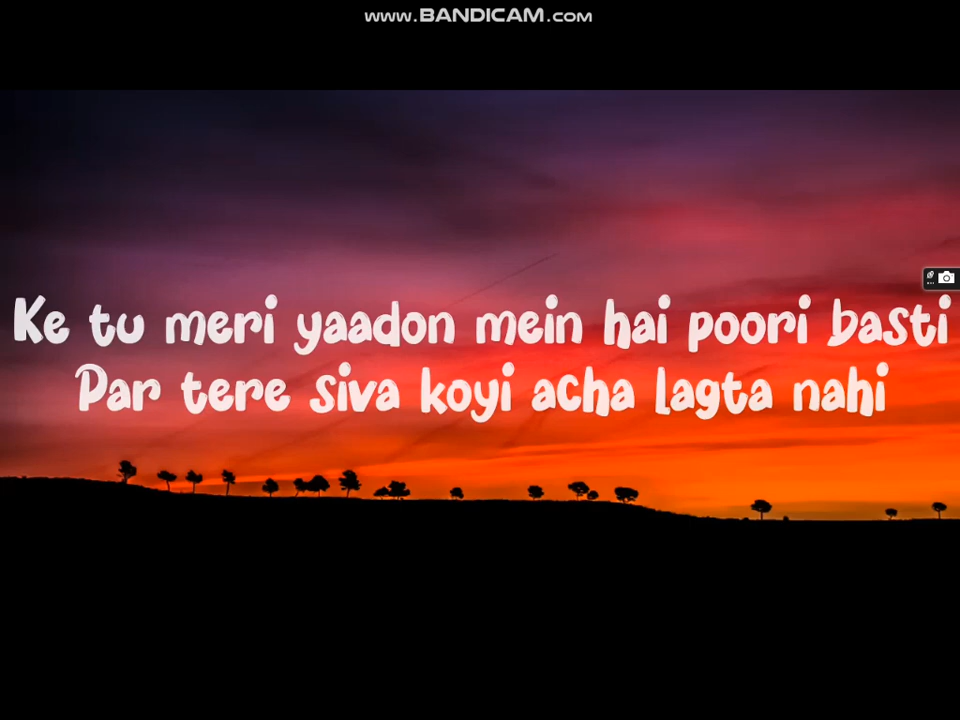 www.BANDICAM.com
Ke tu meri yaadon mein hai poori basti
Par tere siva koyi acha lagta nahi